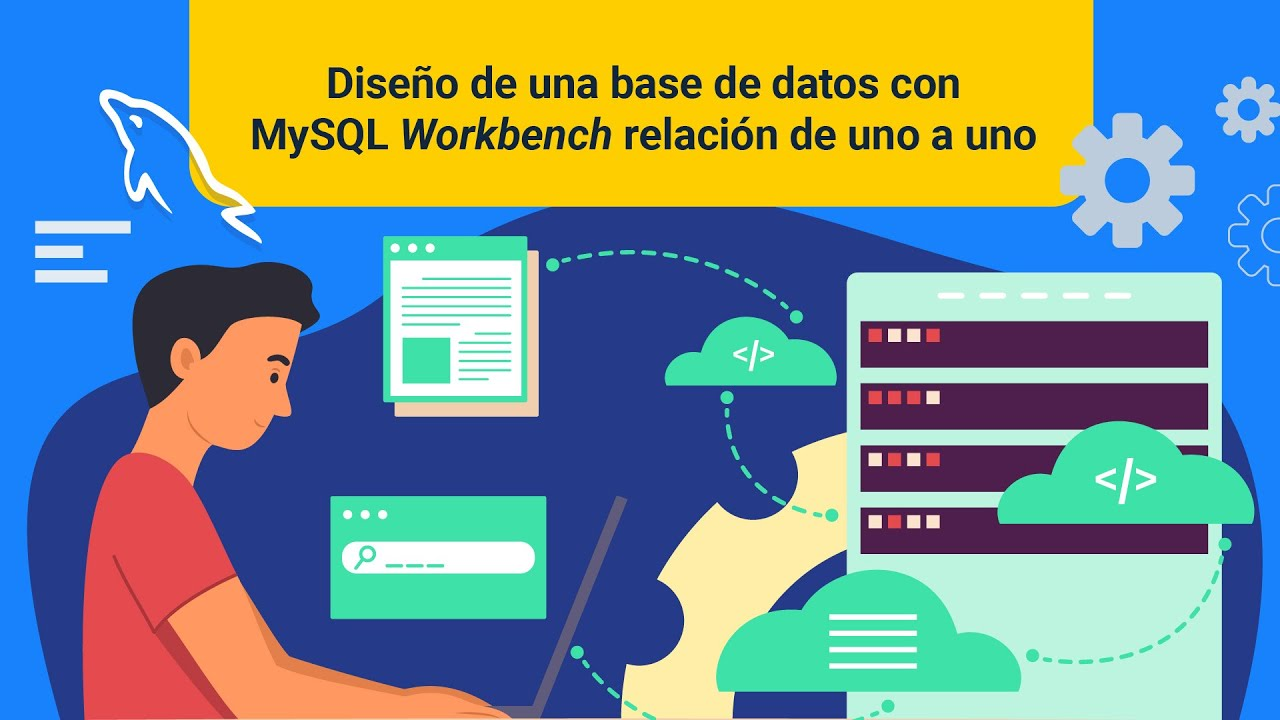 Diseño de una base de datos con
MySQL Workbench relación de uno a uno
</>
</>